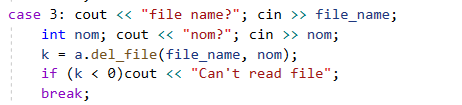 case 3: cout << "file name?"; cin >> file_name;
int nom; cout << "nom?"; cin >> nom;
k = a.del_file(file_name, nom);
if (k < 0)cout << "Can't read file";
break;